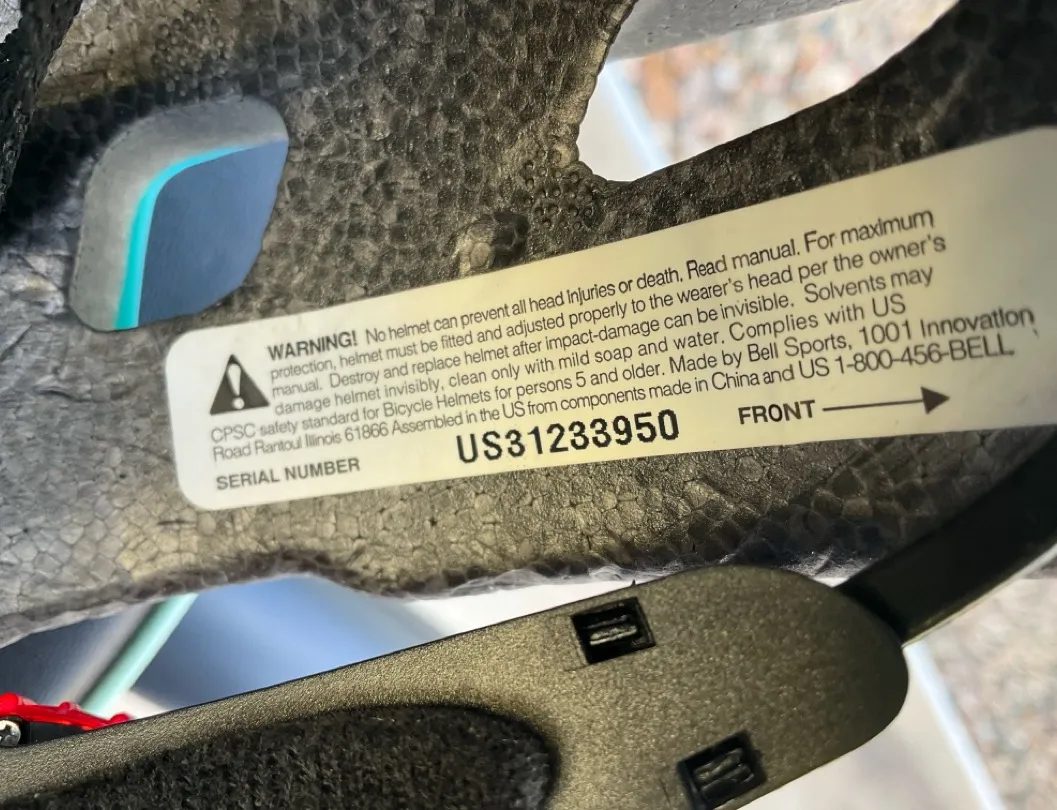 WARNING! No helmet can prevent all head Injuries or death. Read manual. For maximum
protection, helmet must be fitted and adjusted properly to the wearer's head per the owner's
manual. Destroy and replace helmet after impact-damage can be invisible. Solvents may
damage helmet invisibly, clean only with mild soap and water. Complies with US
CPSC safety standard for Bicycle Helmets for persons 5 and older. Made by Bell Sports, 1001 Innovation
Road Rantoul Illinois 61866 Assembled in the US from components made in China and US 1-800-456-BELL
SERIAL NUMBER US31233950 FRONT